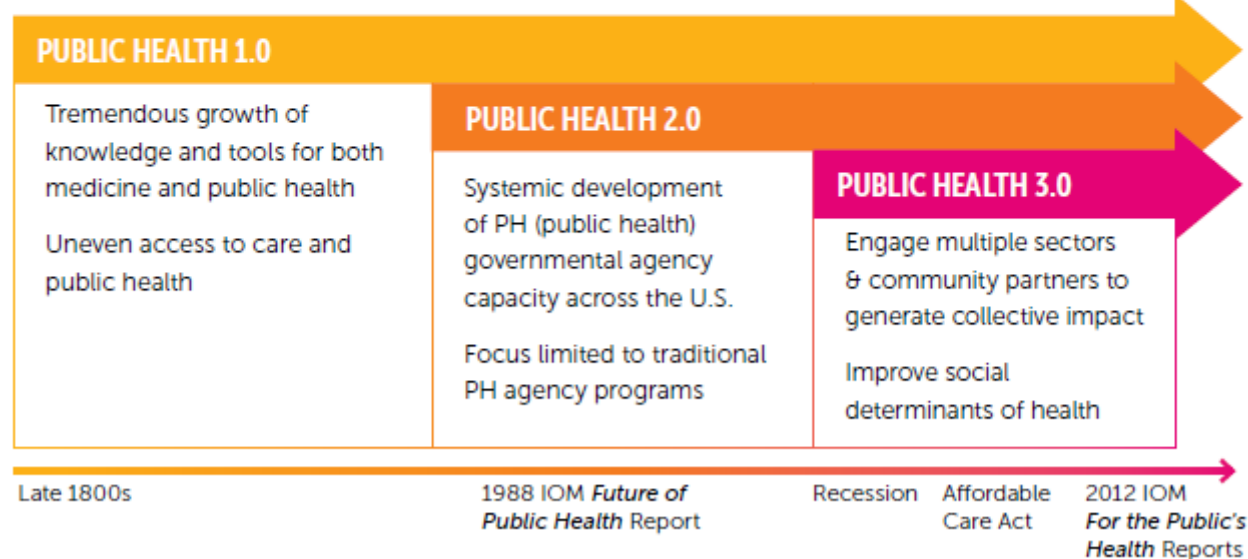 PUBLIC HEALTH 1.0
Tremendous growth of
knowledge and tools for both
medicine and public health
Uneven access to care and
public health
PUBLIC HEALTH 2.0
Systemic development
of PH (public health)
governmental agency
capacity across the U.S.
Focus limited to traditional
PH agency programs
PUBLIC HEALTH 3.0
Engage multiple sectors
& community partners to
generate collective impact
Improve social
determinants of health
Late 1800s
1988 IOM Future of
Public Health Report
Recession
Affordable
Care Act
2012 IOM
For the Public's
Health Reports